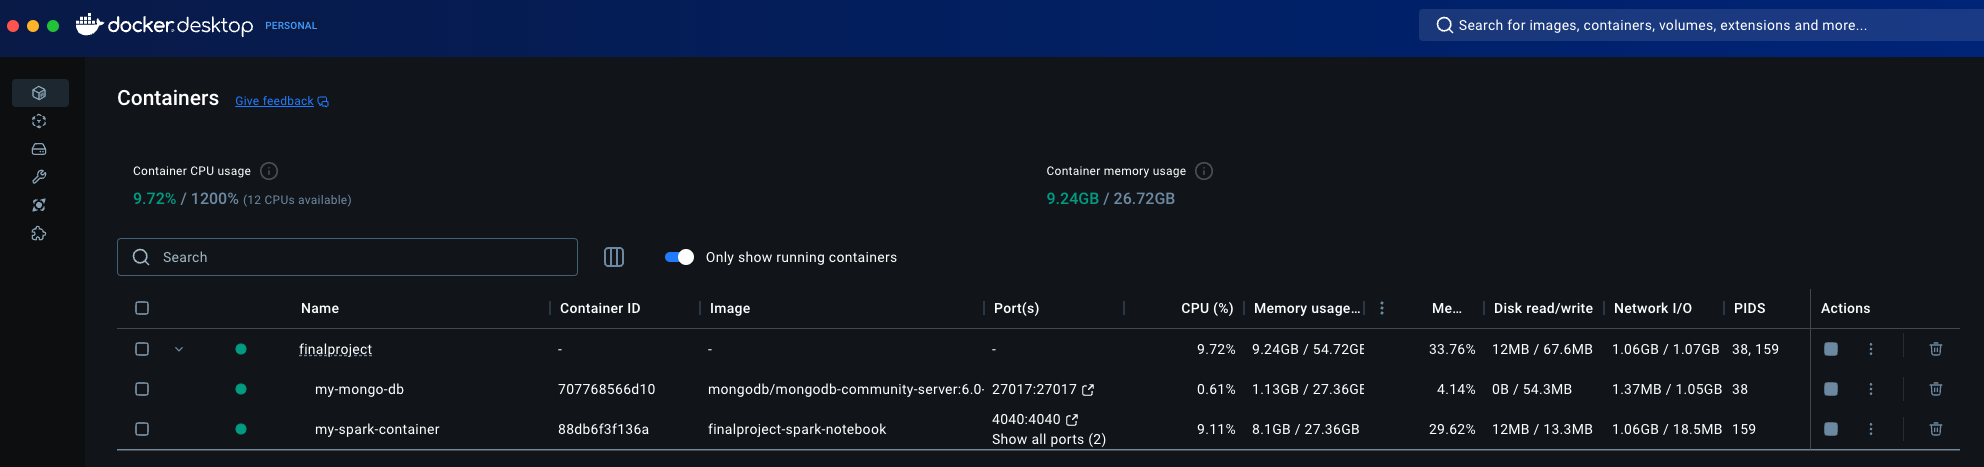 docker.desktop PERSONAL
Search for images, containers, volumes, extensions and more...
Containers Give feedback
Container CPU usage
9.72% / 1200% (12 CPUs available)
Container memory usage
9.24GB / 26.72GB
Search
Only show running containers
Name Container ID Image Port(s) CPU (%) Memory usage... Me... Disk read/write Network I/O PIDS Actions
finalproject - - - 9.72% 9.24GB / 54.72GE 33.76% 12MB / 67.6MB 1.06GB / 1.07GB 38, 159
my-mongo-db 707768566d10 mongodb/mongodb-community-server:6.0- 27017:27017 0.61% 1.13GB / 27.36GE 4.14% 0B / 54.3MB 1.37MB / 1.05GB 38
my-spark-container 88db6f3f136a finalproject-spark-notebook 4040:4040 9.11% 8.1GB / 27.36GB 29.62% 12MB / 13.3MB 1.06GB / 18.5MB 159
Show all ports (2)